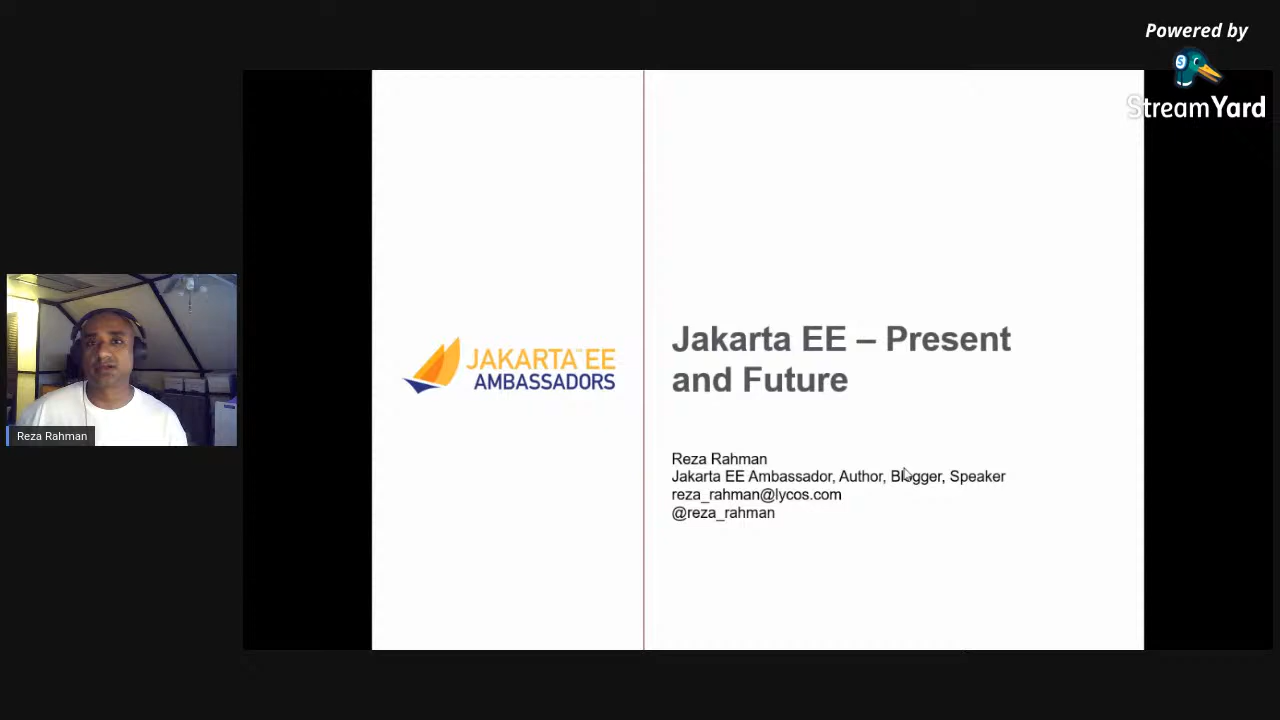 Powered by
StreamYard
JAKARTA™ EE
AMBASSADORS
Jakarta EE – Present
and Future
Reza Rahman
Jakarta EE Ambassador, Author, Blogger, Speaker
reza_rahman@lycos.com
@reza_rahman
Reza Rahman